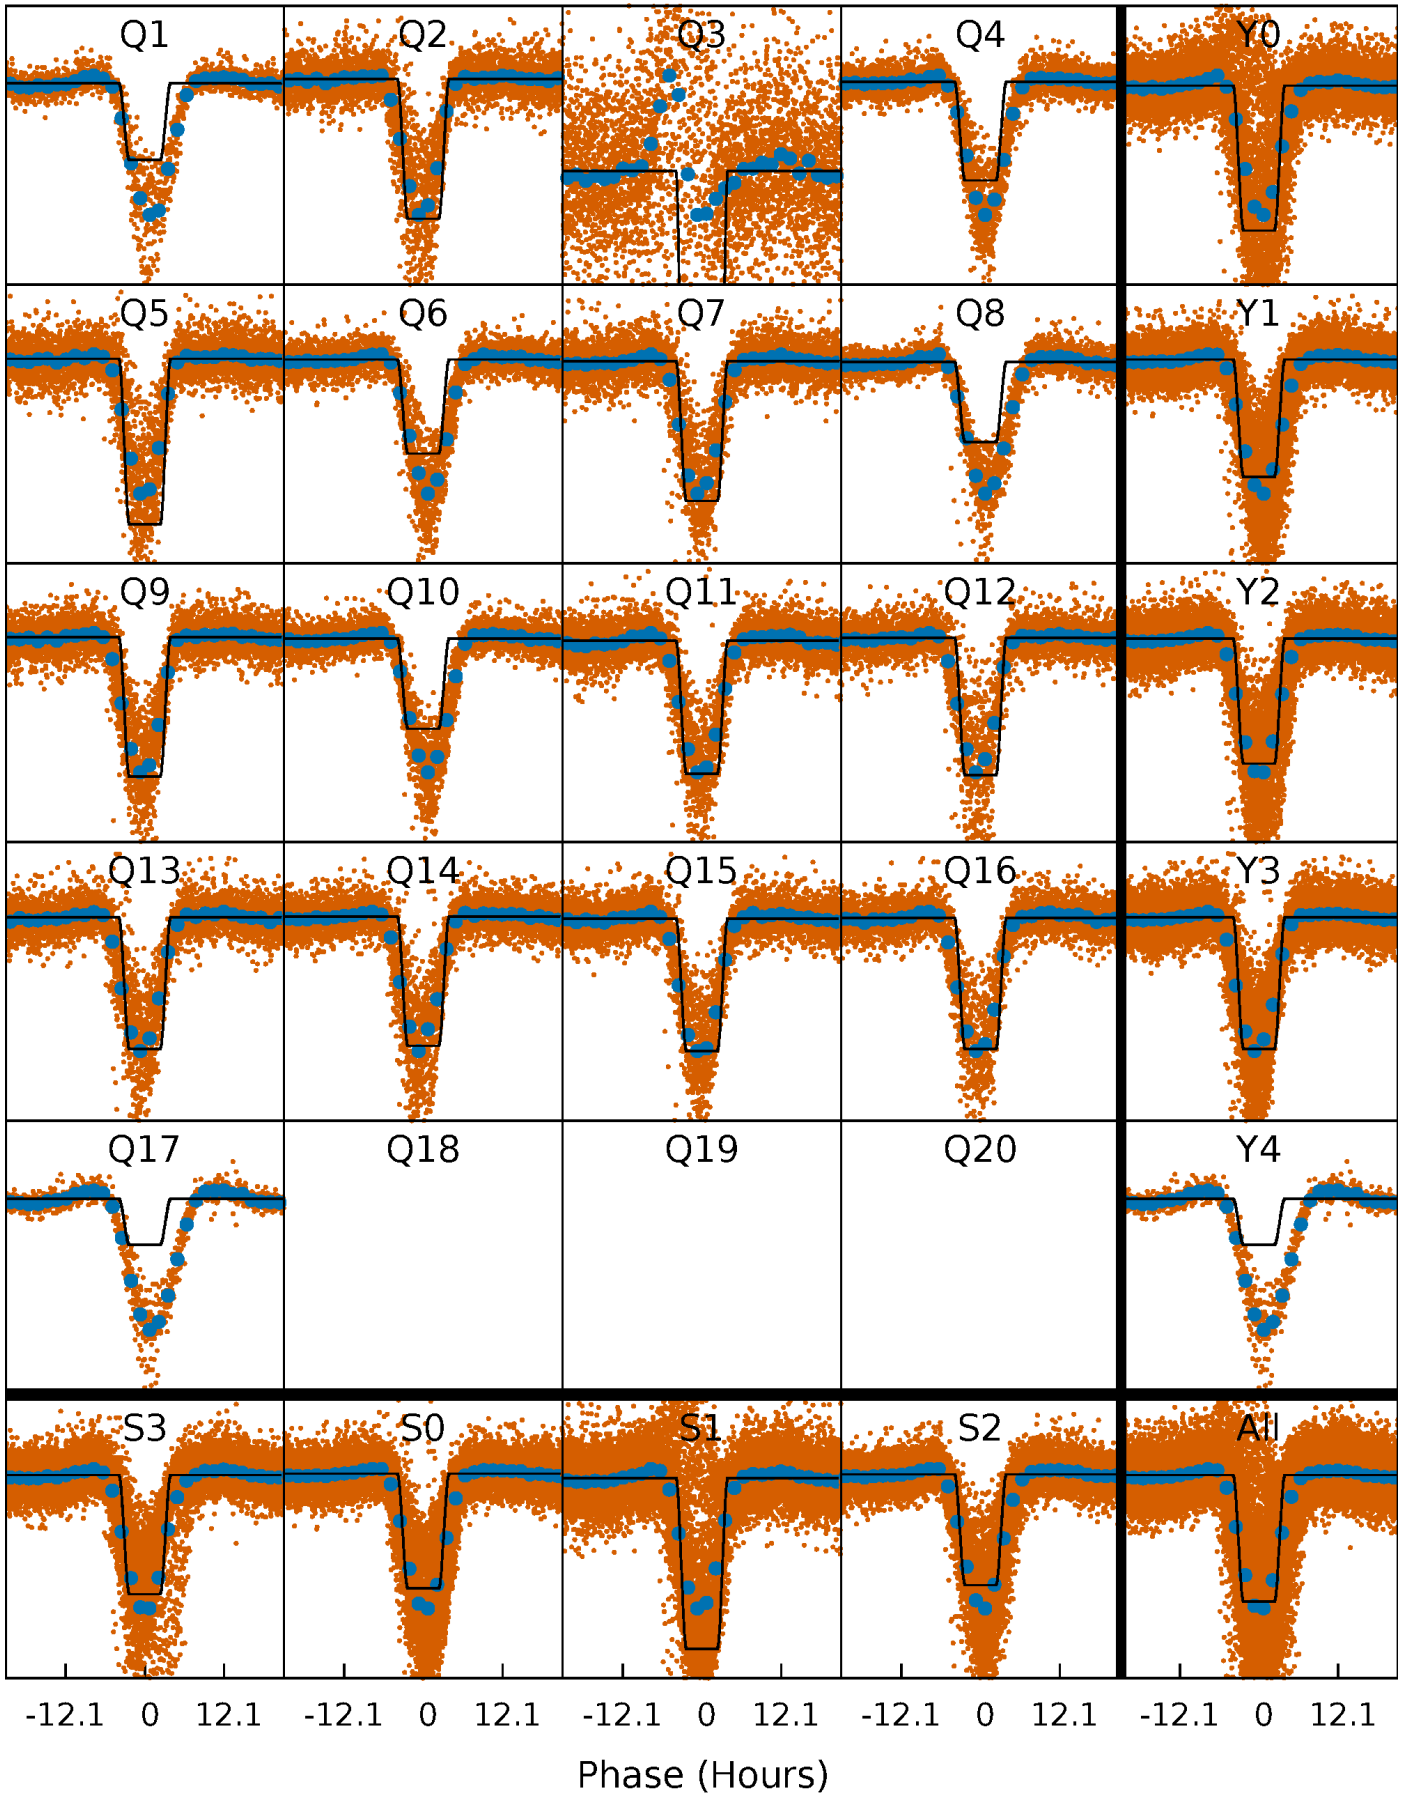 Q1 Q2 Q3 Q4 Y0
Q5 Q6 Q7 Q8 Y1
Q9 Q10 Q11 Q12 Y2
Q13 Q14 Q15 Q16 Y3
Q17 Q18 Q19 Q20 Y4
S3 S0 S1 S2 All
-12.1 0 12.1 -12.1 0 12.1 -12.1 0 12.1 -12.1 0 12.1 -12.1 0 12.1
Phase (Hours)